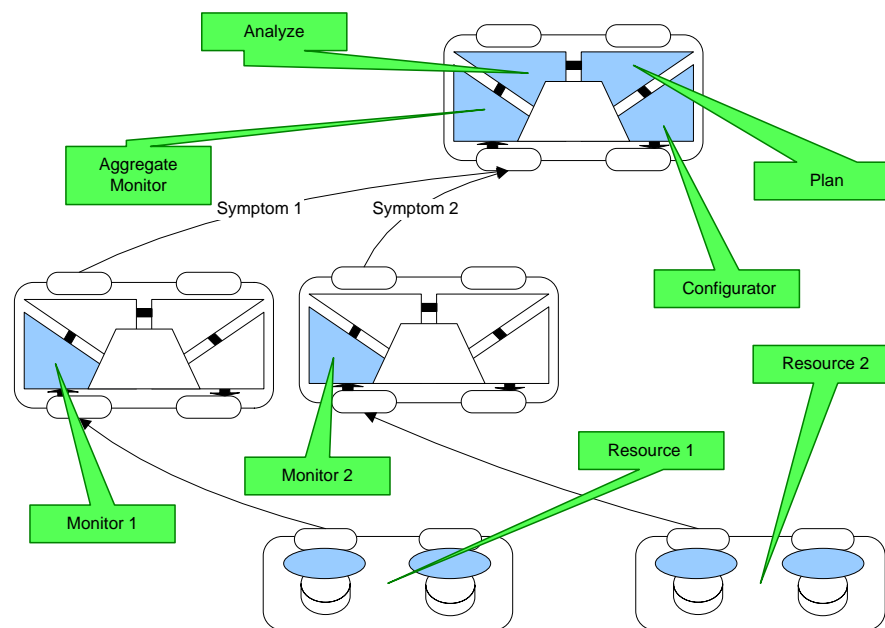 Analyze
Aggregate
Monitor
Plan
Symptom 1
Symptom 2
Configurator
Resource 2
Resource 1
Monitor 2
Monitor 1